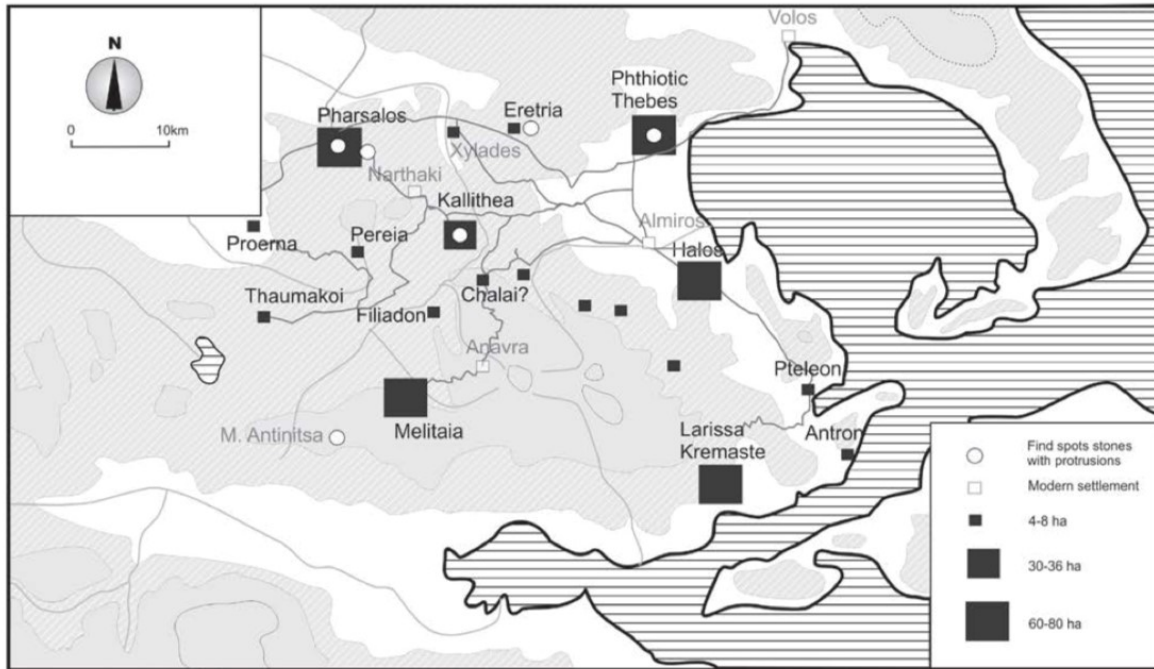 N
0 10km
Volos
Phthiotic
Thebes
Eretria
Pharsalos
Xylades
Narthaki
Kallithea
Almiros
Proerna
Pereia
Halos
Thaumakoi
Chalai?
Filiadon
Anavra
Pteleon
Melitaia
M. Antinitsa
Larissa
Kremaste
Antron
Find spots stones
with protrusions
Modern settlement
4-8 ha
30-36 ha
60-80 ha